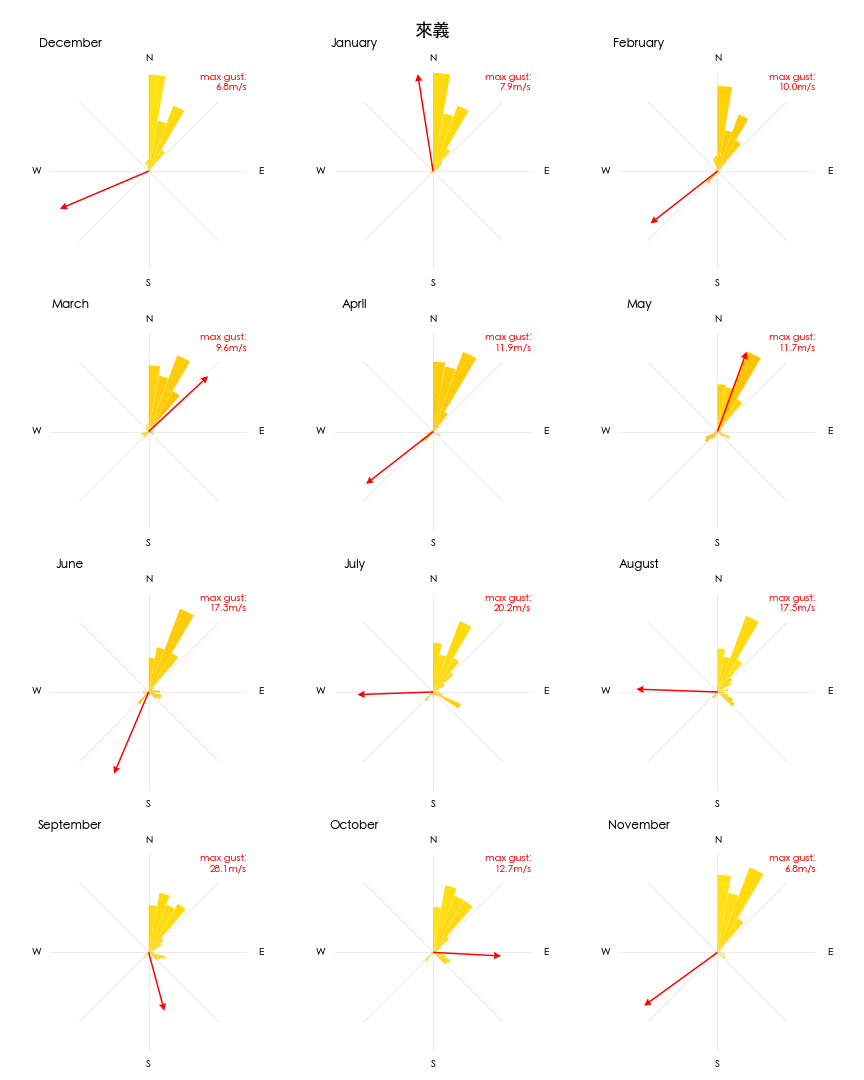 來義
December
N
max gust:
6.8m/s
W
E
S
January
N
max gust:
7.9m/s
W
E
S
February
N
max gust:
10.0m/s
W
E
S
March
N
max gust:
9.6m/s
W
E
S
April
N
max gust:
11.9m/s
W
E
S
May
N
max gust:
11.7m/s
W
E
S
June
N
max gust:
17.3m/s
W
E
S
July
N
max gust:
20.2m/s
W
E
S
August
N
max gust:
17.5m/s
W
E
S
September
N
max gust:
28.1m/s
W
E
S
October
N
max gust:
12.7m/s
W
E
S
November
N
max gust:
6.8m/s
W
E
S